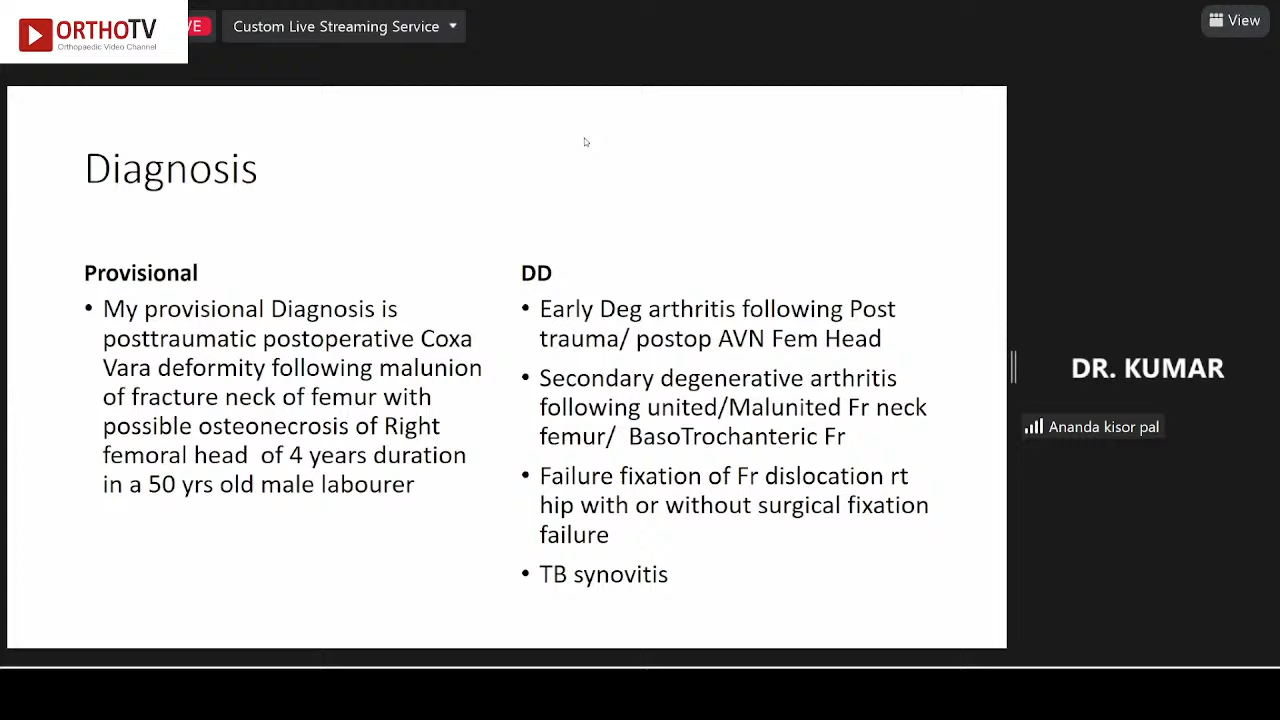 ORTHOTV
Orthopaedic Video Channel
VE
Custom Live Streaming Service
View
Diagnosis
Provisional
• My provisional Diagnosis is
posttraumatic postoperative Coxa
Vara deformity following malunion
of fracture neck of femur with
possible osteonecrosis of Right
femoral head of 4 years duration
in a 50 yrs old male labourer
DD
• Early Deg arthritis following Post
trauma/ postop AVN Fem Head
• Secondary degenerative arthritis
following united/Malunited Fr neck
femur/ BasoTrochanteric Fr
• Failure fixation of Fr dislocation rt
hip with or without surgical fixation
failure
• TB synovitis
DR. KUMAR
Ananda kisor pal